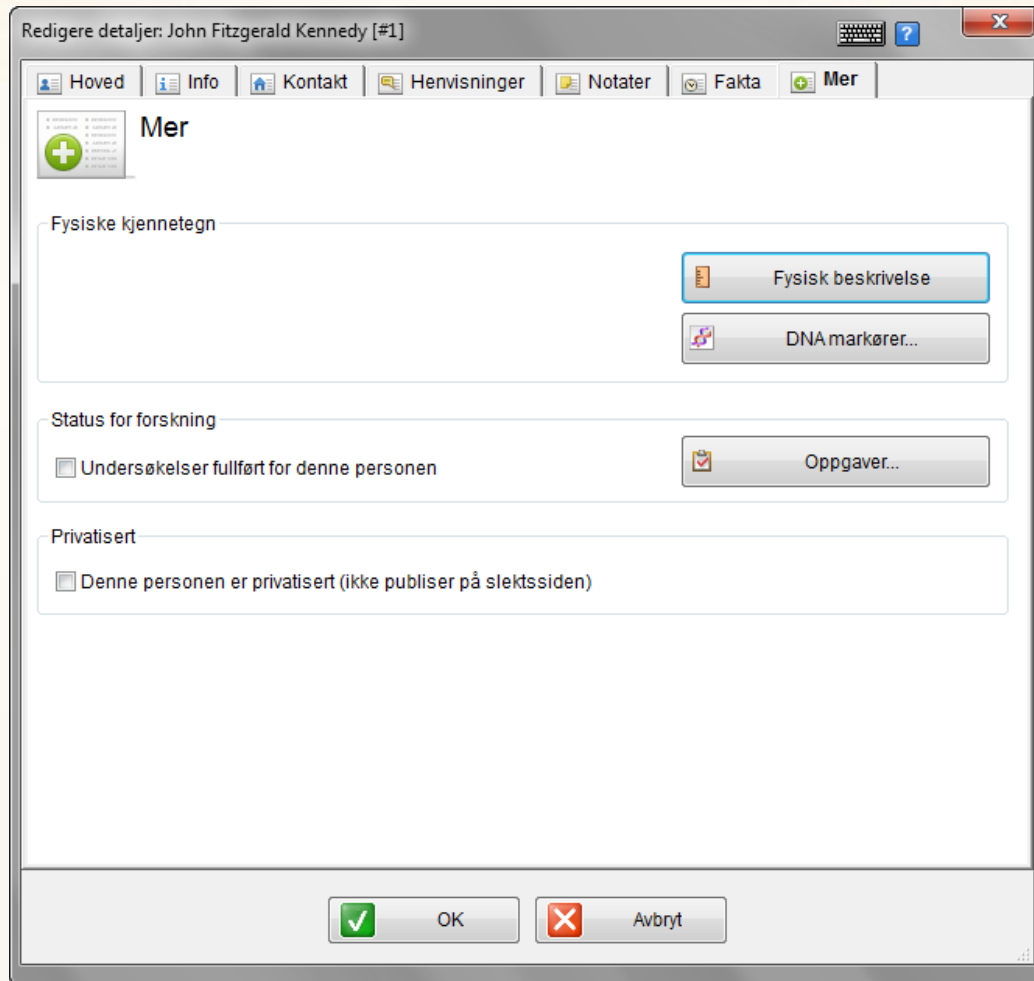 Redigere detaljer: John Fitzgerald Kennedy [#1]
Hoved Info Kontakt Henvisninger Notater Fakta Mer
Mer
Fysiske kjennetegn
Fysisk beskrivelse
DNA markører...
Status for forskning
Undersøkelser fullført for denne personen
Oppgaver...
Privatisert
Denne personen er privatisert (ikke publiser på slektssiden)
OK Avbryt